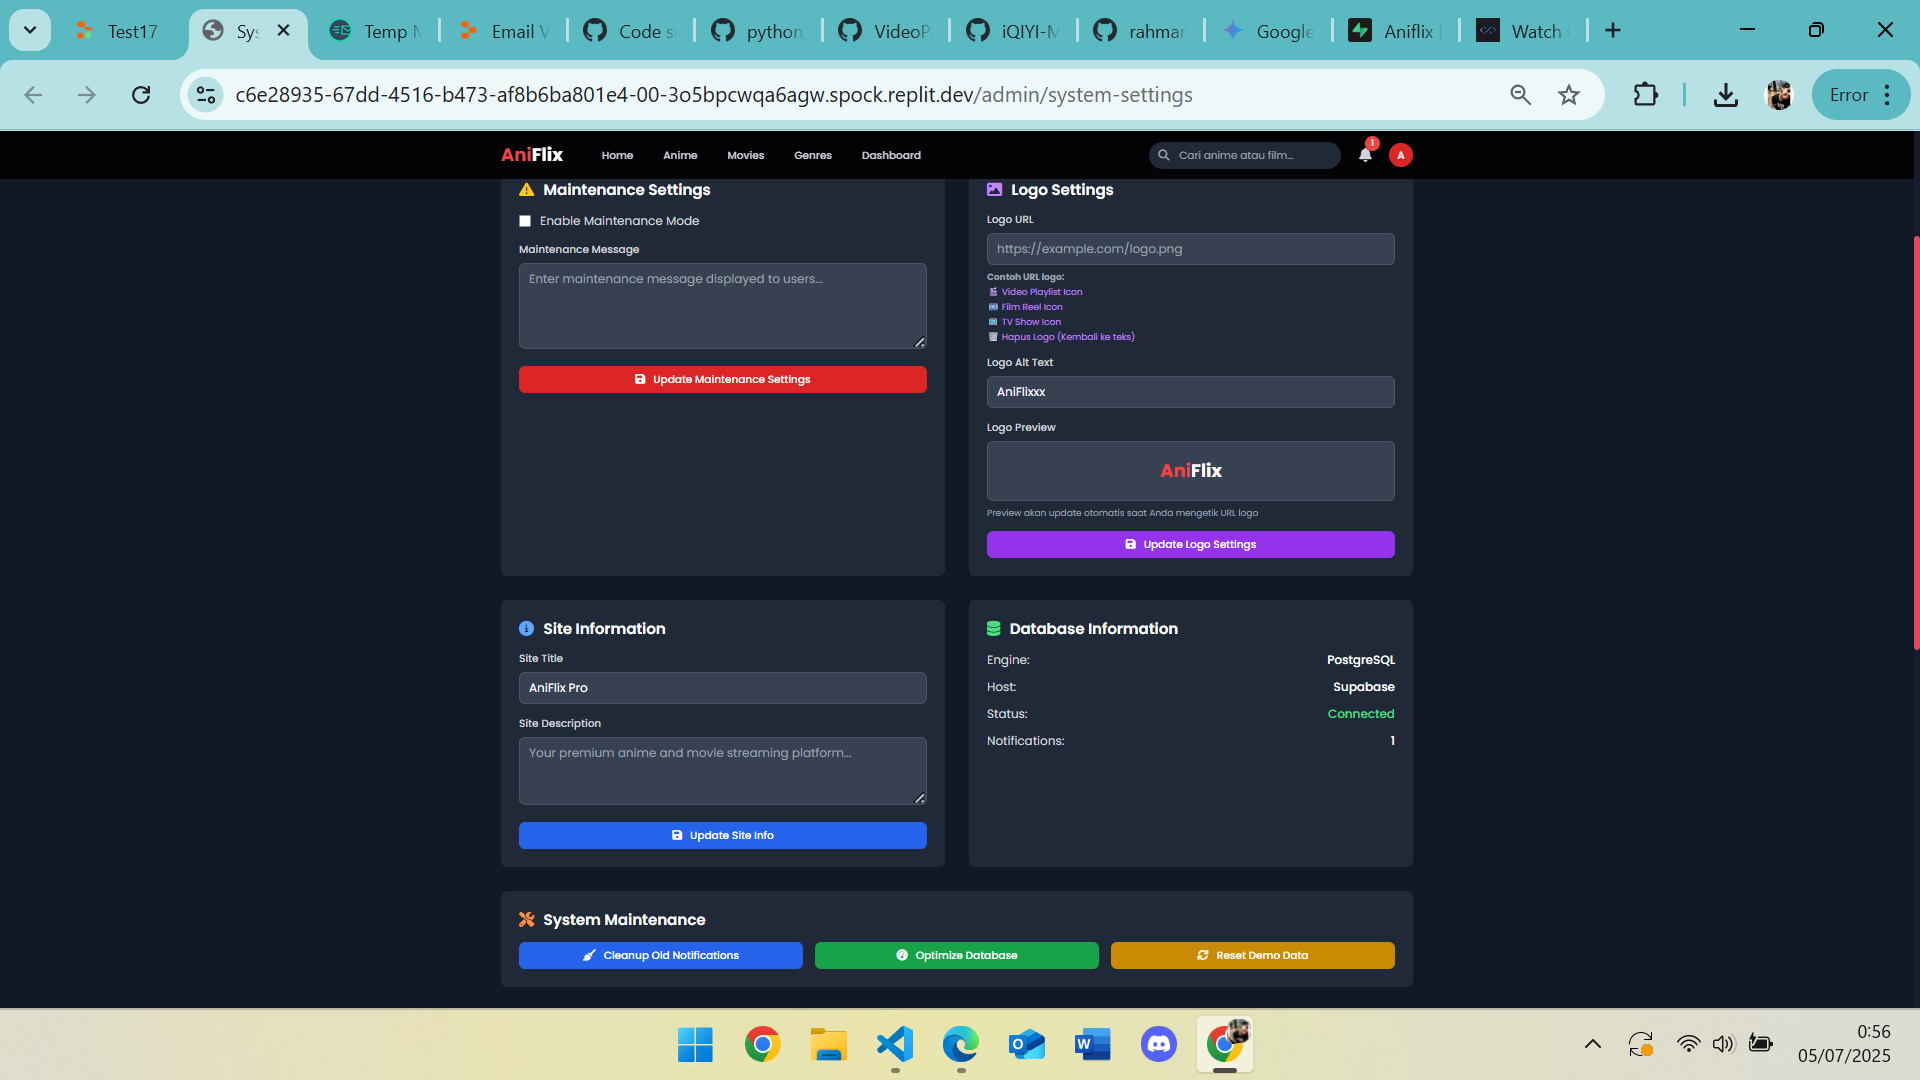 Test17
Sys
Temp M
Email V
Code s
python
VideoP
iQIYI-M
rahmar
Google
Aniflix
Watch
c6e28935-67dd-4516-b473-af8b6ba801e4-00-3o5bpcwqa6agw.spock.replit.dev/admin/system-settings
Error
AniFlix
Home
Anime
Movies
Genres
Dashboard
Cari anime atau film...
1
A
Maintenance Settings
Enable Maintenance Mode
Maintenance Message
Enter maintenance message displayed to users...
Update Maintenance Settings
Logo Settings
Logo URL
https://example.com/logo.png
Contoh URL logo:
Video Playlist Icon
Film Reel Icon
TV Show Icon
Hapus Logo (Kembali ke teks)
Logo Alt Text
AniFlixxx
Logo Preview
AniFlix
Preview akan update otomatis saat Anda mengetik URL logo
Update Logo Settings
Site Information
Site Title
AniFlix Pro
Site Description
Your premium anime and movie streaming platform...
Update Site Info
Database Information
Engine: PostgreSQL
Host: Supabase
Status: Connected
Notifications: 1
System Maintenance
Cleanup Old Notifications
Optimize Database
Reset Demo Data
0:56
05/07/2025